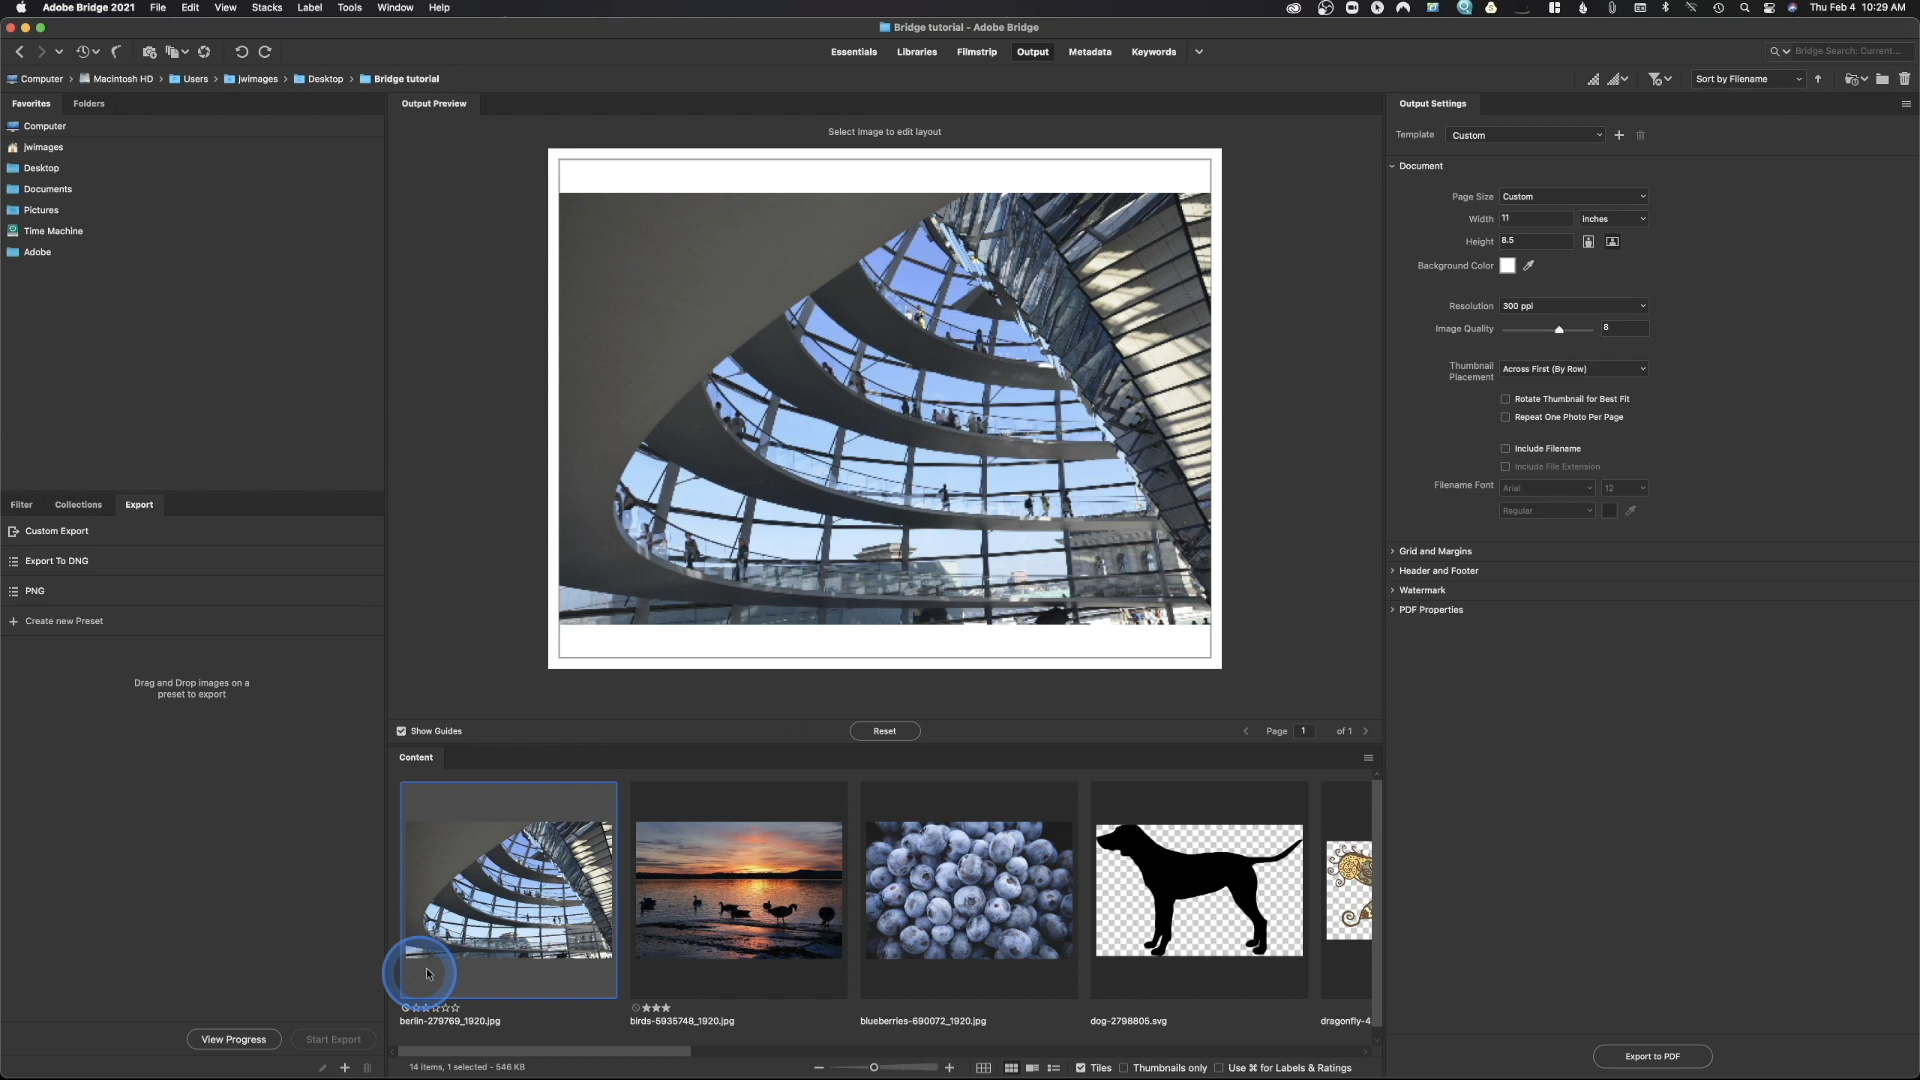 Adobe Bridge 2021 File Edit View Stacks Label Tools Window Help
Thu Feb 4 10:29 AM
Bridge tutorial - Adobe Bridge
Essentials Libraries Filmstrip Output Metadata Keywords
Bridge Search: Current...
Computer Macintosh HD Users jwimages Desktop Bridge tutorial
Sort by Filename
Favorites Folders
Computer
jwimages
Desktop
Documents
Pictures
Time Machine
Adobe
Filter Collections Export
Custom Export
Export To DNG
PNG
Create new Preset
Drag and Drop images on a
preset to export
View Progress Start Export
Output Preview
Select Image to edit layout
Show Guides
Reset
Page 1 of 1
Content
berlin-279769_1920.jpg
birds-5935748_1920.jpg
blueberries-690072_1920.jpg
dog-2798805.svg
dragonfly-4
14 items, 1 selected - 546 KB
Tiles Thumbnails only Use ⌘ for Labels & Ratings
Output Settings
Template Custom
Document
Page Size Custom
Width 11 inches
Height 8.5
Background Color
Resolution 300 ppi
Image Quality 8
Thumbnail
Placement Across First (By Row)
Rotate Thumbnail for Best Fit
Repeat One Photo Per Page
Include Filename
Include File Extension
Filename Font Arial 12
Regular
Grid and Margins
Header and Footer
Watermark
PDF Properties
Export to PDF